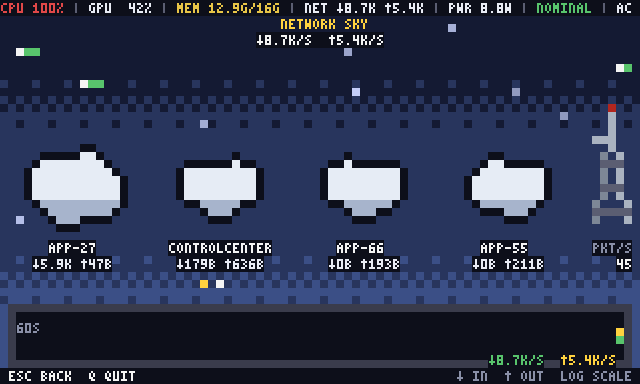 CPU 100% | GPU 42% | MEM 12.9G/16G | NET ↓8.7K ↑5.4K | PWR 8.8W | NOMINAL | AC
NETWORK SKY
↓8.7K/S ↑5.4K/S
APP-27 CONTROLCENTER APP-66 APP-55 PKT/S
↓5.9K ↑47B ↓179B ↑636B ↓0B ↑193B ↓0B ↑211B 45
60S
↓8.7K/S ↑5.4K/S
ESC BACK Q QUIT ↓ IN ↑ OUT LOG SCALE